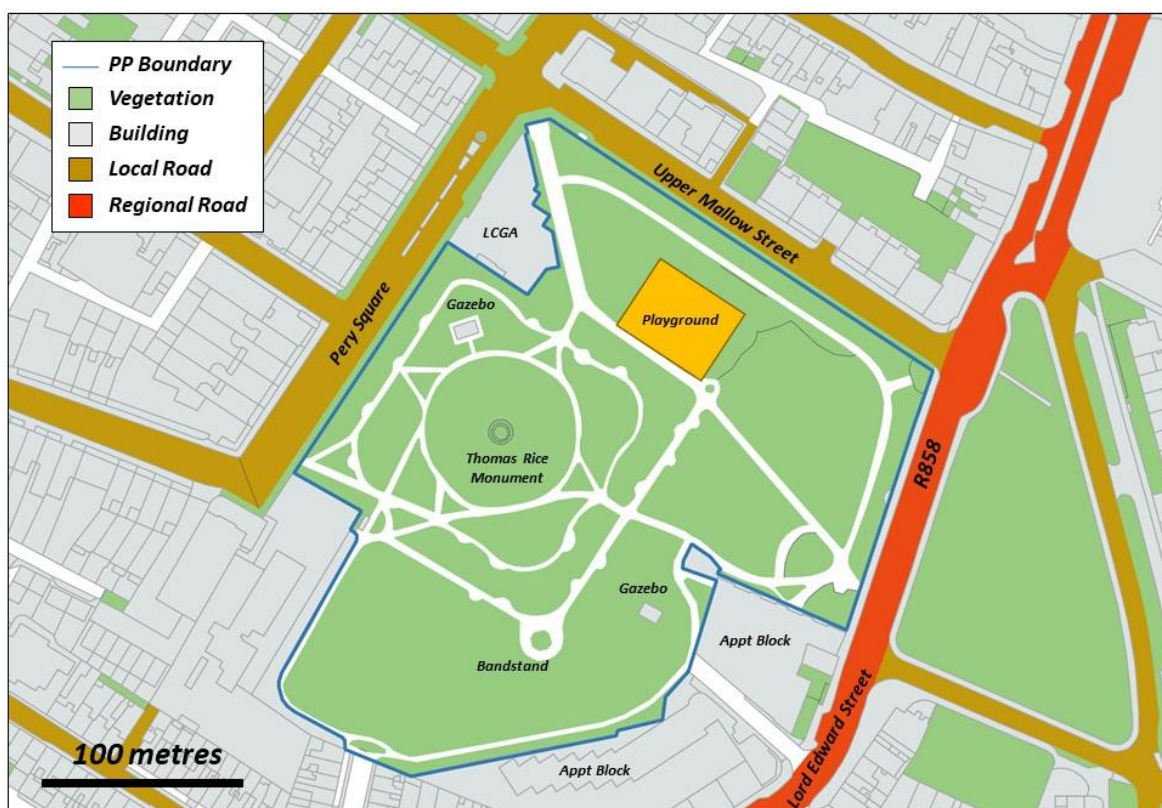 PP Boundary
Vegetation
Building
Local Road
Regional Road
LCGA
Upper Mallow Street
Pery Square
Gazebo
Playground
Thomas Rice
Monument
R858
Gazebo
Appt Block
Bandstand
Lord Edward Street
100 metres
Appt Block